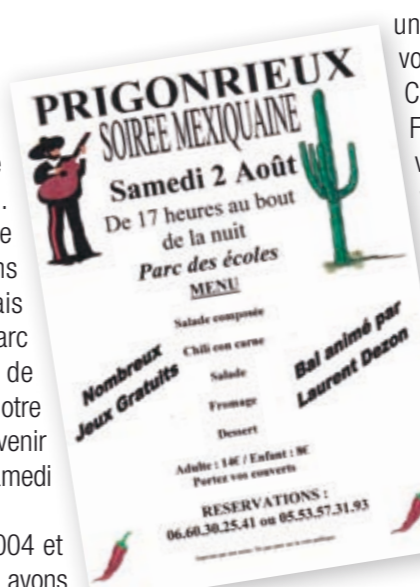 PRIGONRIEUX
SOIREE MEXIQUAINE
Samedi 2 Août
De 17 heures au bout
de la nuit
Parc des écoles
MENU
Salade composée
Chili con carne
Salade
Fromage
Dessert
Nombreux
Jeux Gratuits
Bal animé par
Laurent Dezon
Adulte : 14€ / Enfant : 8€
Portez vos couverts
RESERVATIONS :
06.60.30.25.41 ou 05.53.57.31.93
un
vo
C
F
v
e
.
e
ns
ais
arc
de
otre
venir
amedi
004 et
avons